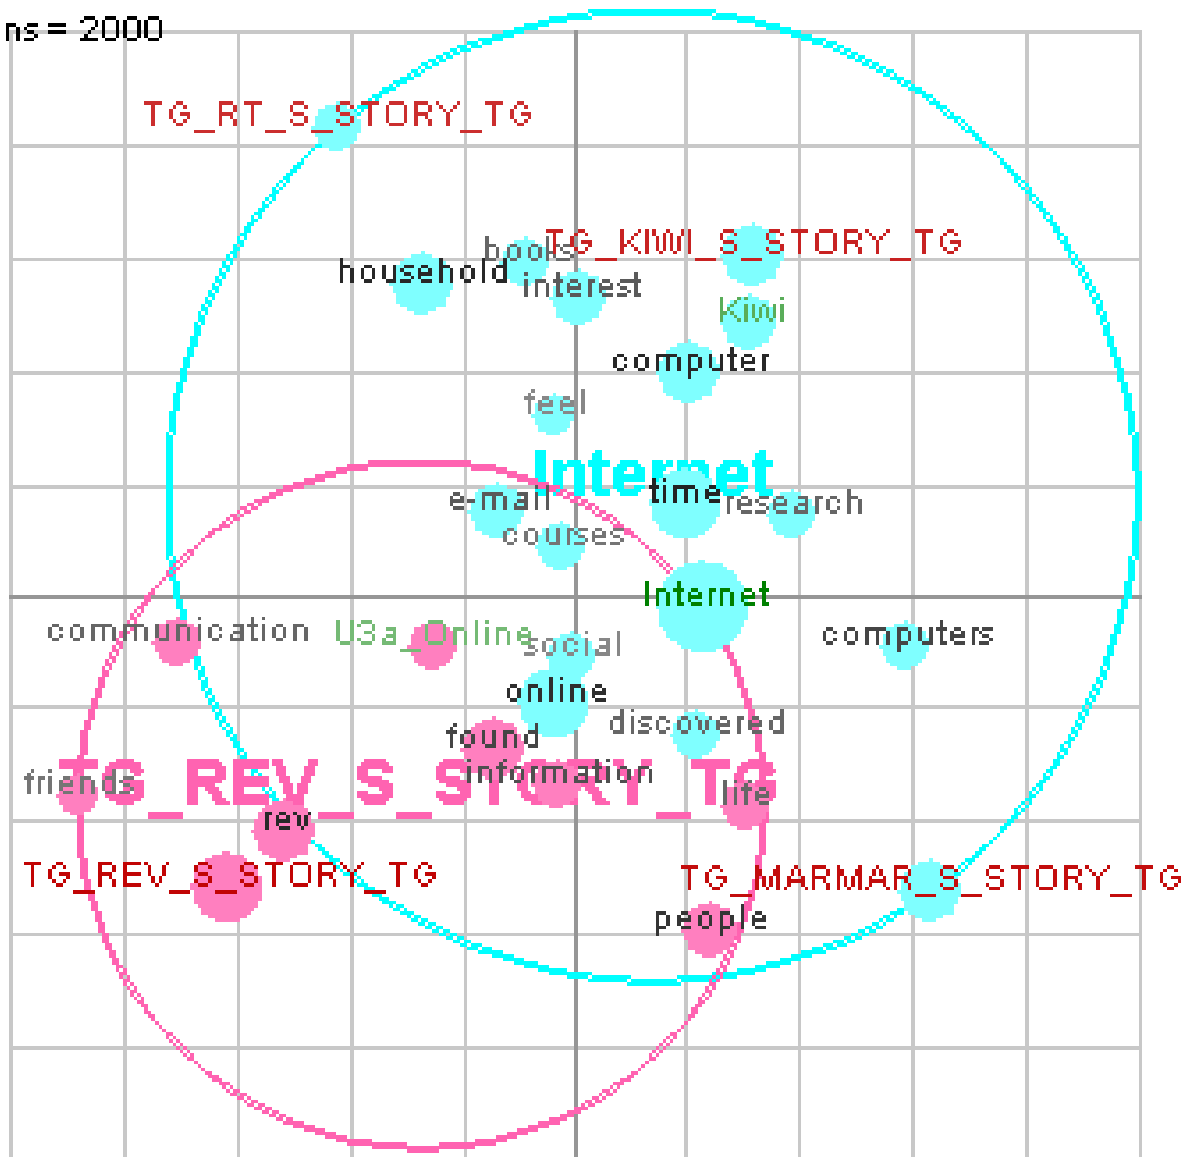 ns = 2000
TG_RT_S_STORY_TG
TG_KIWI_S_STORY_TG
books
household
interest
Kiwi
computer
feel
Internet
time
e-mail
research
courses
Internet
communication
U3a_Online
social
computers
online
discovered
found
information
TG_REV_S_STORY_TG
friends
life
rev
TG_REV_S_STORY_TG
TG_MARMAR_S_STORY_TG
people